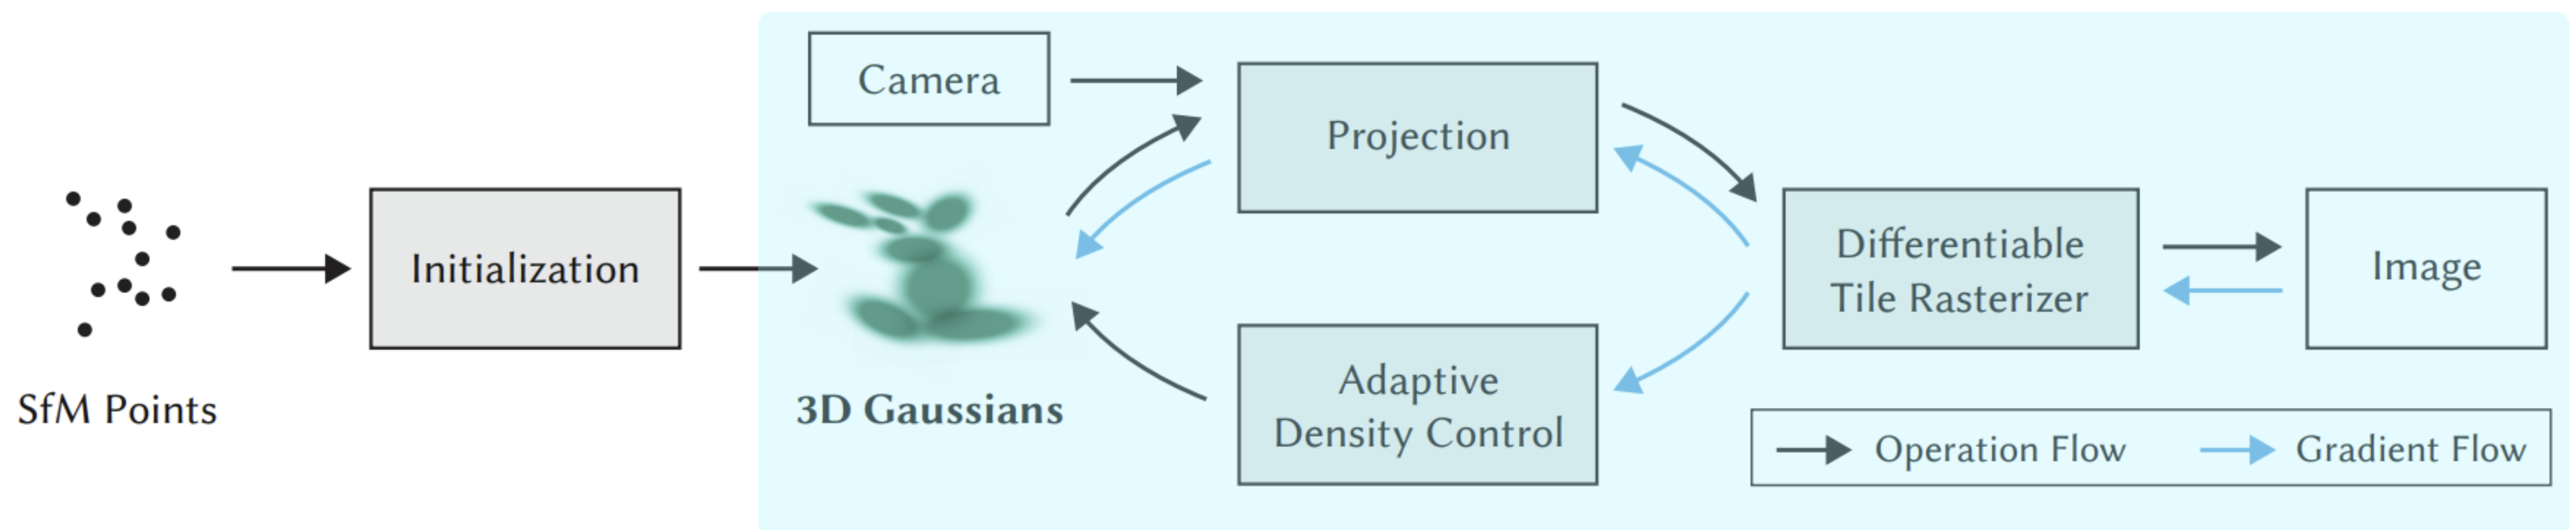 SfM Points
Initialization
Camera
3D Gaussians
Projection
Adaptive
Density Control
Differentiable
Tile Rasterizer
Image
Operation Flow
Gradient Flow